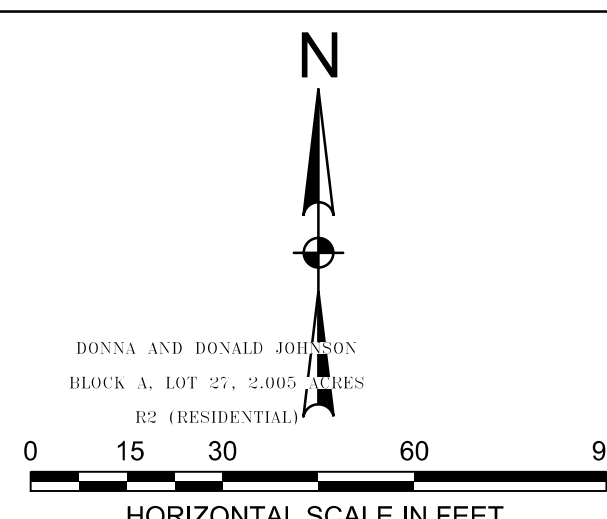 N
DONNA AND DONALD JOHNSON
BLOCK A, LOT 27, 2.005 ACRES
R2 (RESIDENTIAL)
0 15 30 60 9
HORIZONTAL SCALE IN FEET